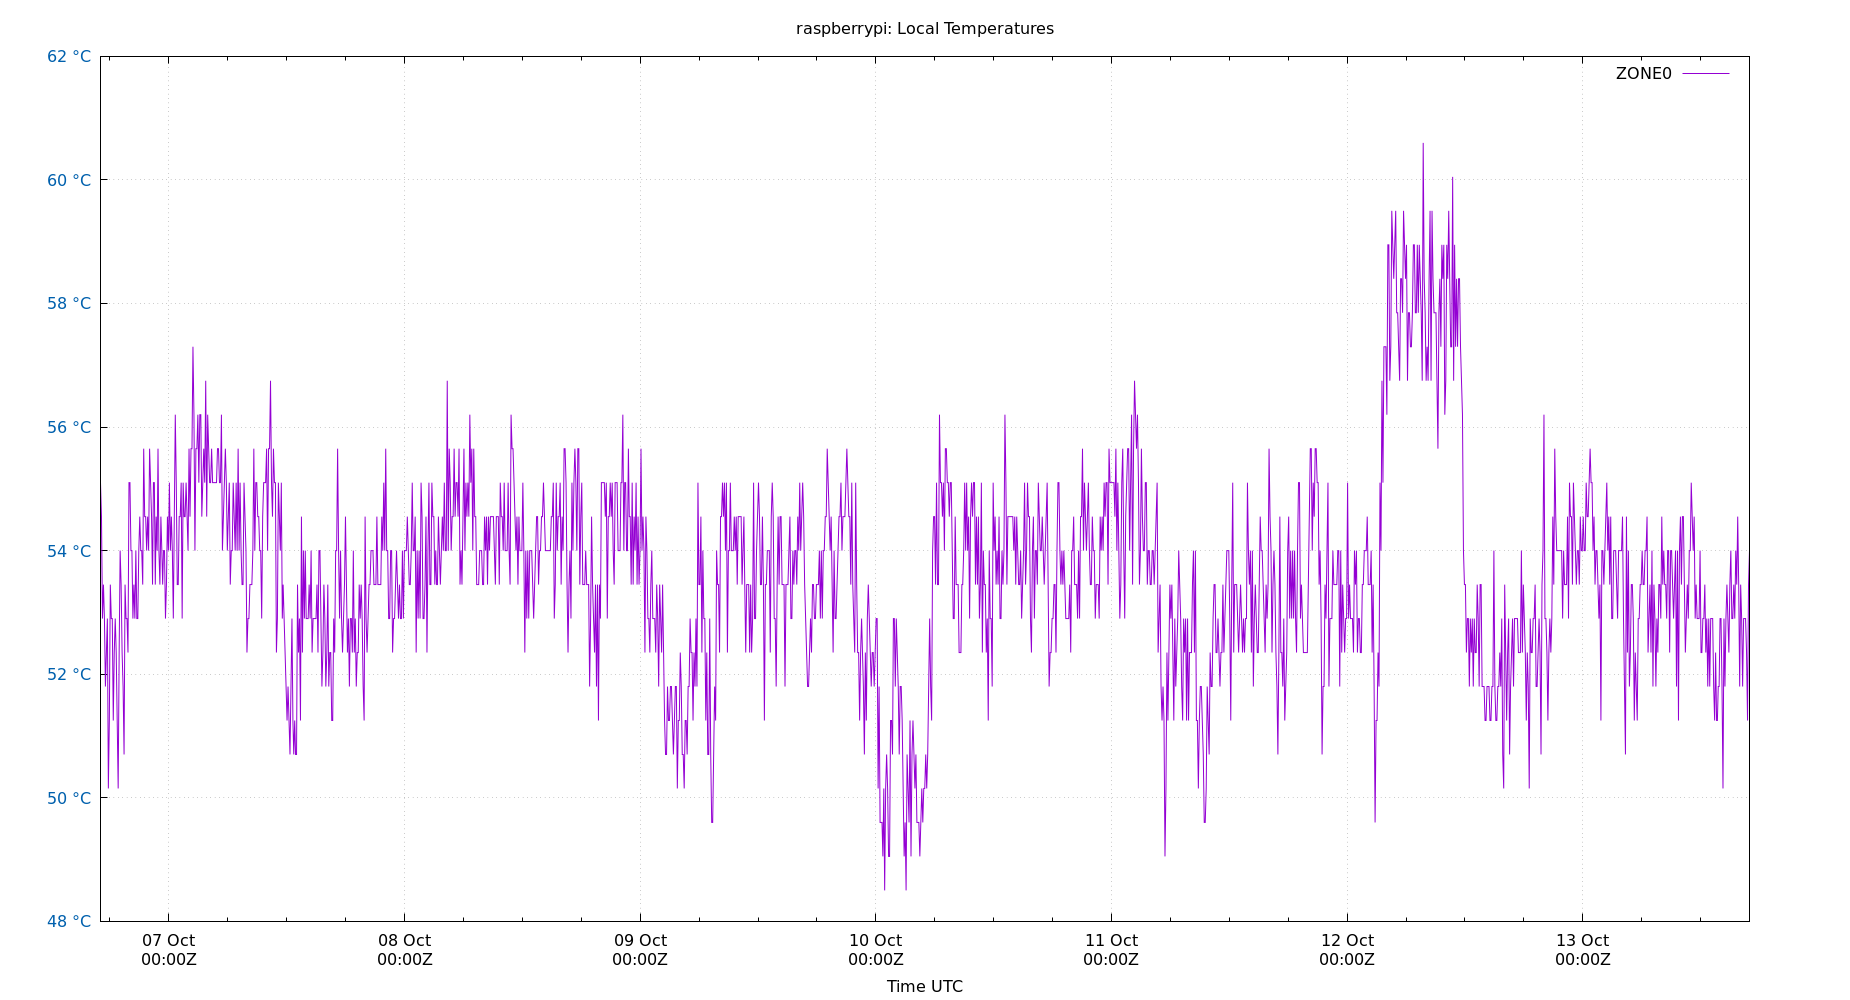 raspberrypi: Local Temperatures
62 °C
ZONE0
60 °C
58 °C
56 °C
54 °C
52 °C
50 °C
48 °C
07 Oct 08 Oct 09 Oct 10 Oct 11 Oct 12 Oct 13 Oct
00:00Z 00:00Z 00:00Z 00:00Z 00:00Z 00:00Z 00:00Z
Time UTC